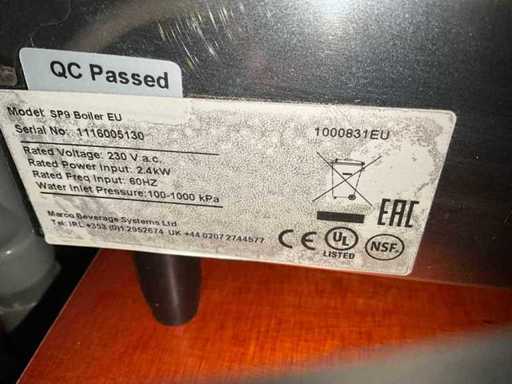 QC Passed
Model: SP9 Boiler EU
Serial No: 1116005130
1000831EU
Rated Voltage: 230 V a.c.
Rated Power Input: 2.4kW
Rated Freq Input: 60HZ
Water Inlet Pressure:100-1000 kPa
Marco Beverage Systems Ltd
Tel: IRL +353 (0)1 2952674 UK +44 0207 2744577
CE
UL
LISTED
NSF.
EAC